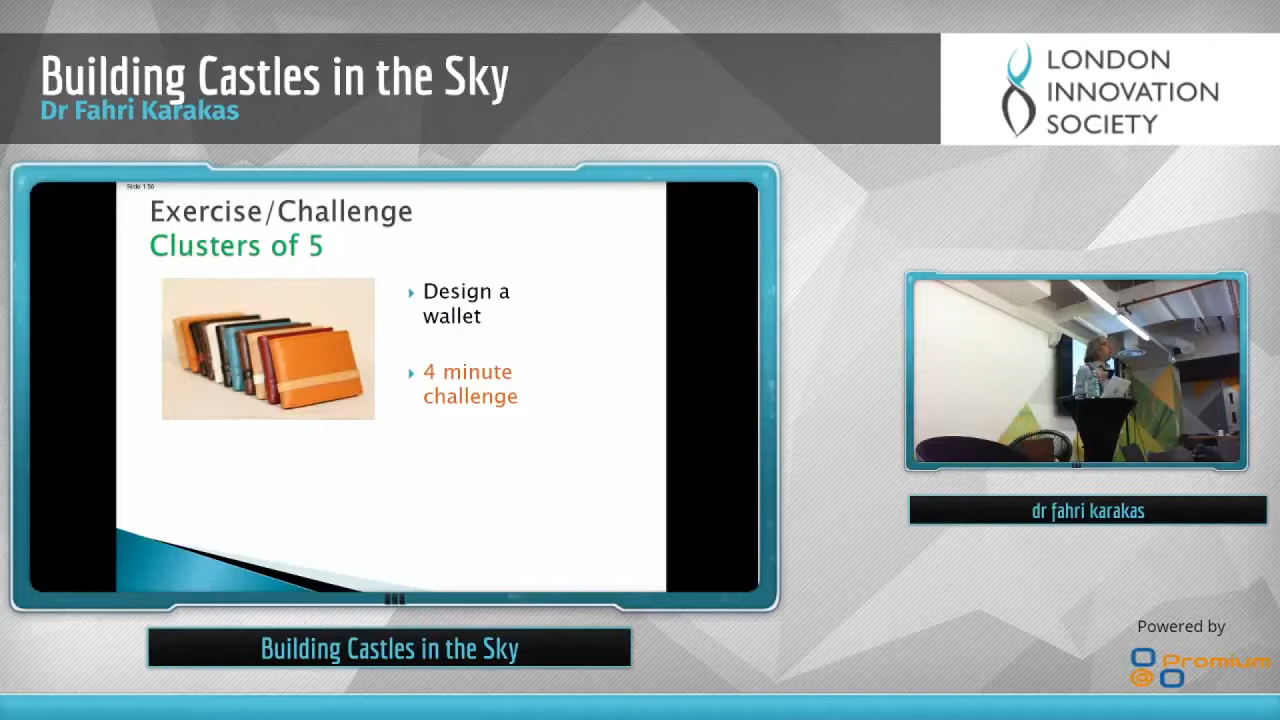 Building Castles in the Sky
Dr Fahri Karakas
LONDON
INNOVATION
SOCIETY
Slide 156
Exercise/Challenge
Clusters of 5
Design a
wallet
4 minute
challenge
dr fahri karakas
Building Castles in the Sky
Powered by
Promium